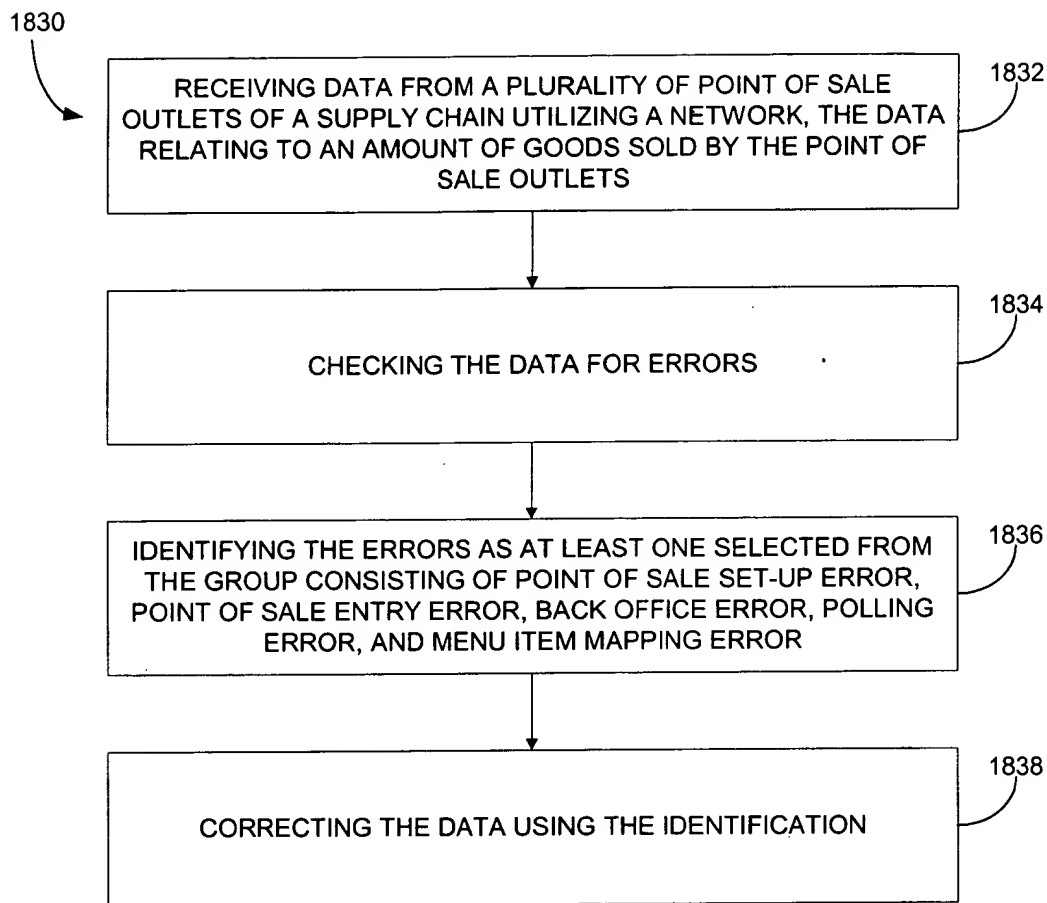 1830
RECEIVING DATA FROM A PLURALITY OF POINT OF SALE
OUTLETS OF A SUPPLY CHAIN UTILIZING A NETWORK, THE DATA
RELATING TO AN AMOUNT OF GOODS SOLD BY THE POINT OF
SALE OUTLETS
1832
CHECKING THE DATA FOR ERRORS
1834
IDENTIFYING THE ERRORS AS AT LEAST ONE SELECTED FROM
THE GROUP CONSISTING OF POINT OF SALE SET-UP ERROR,
POINT OF SALE ENTRY ERROR, BACK OFFICE ERROR, POLLING
ERROR, AND MENU ITEM MAPPING ERROR
1836
CORRECTING THE DATA USING THE IDENTIFICATION
1838